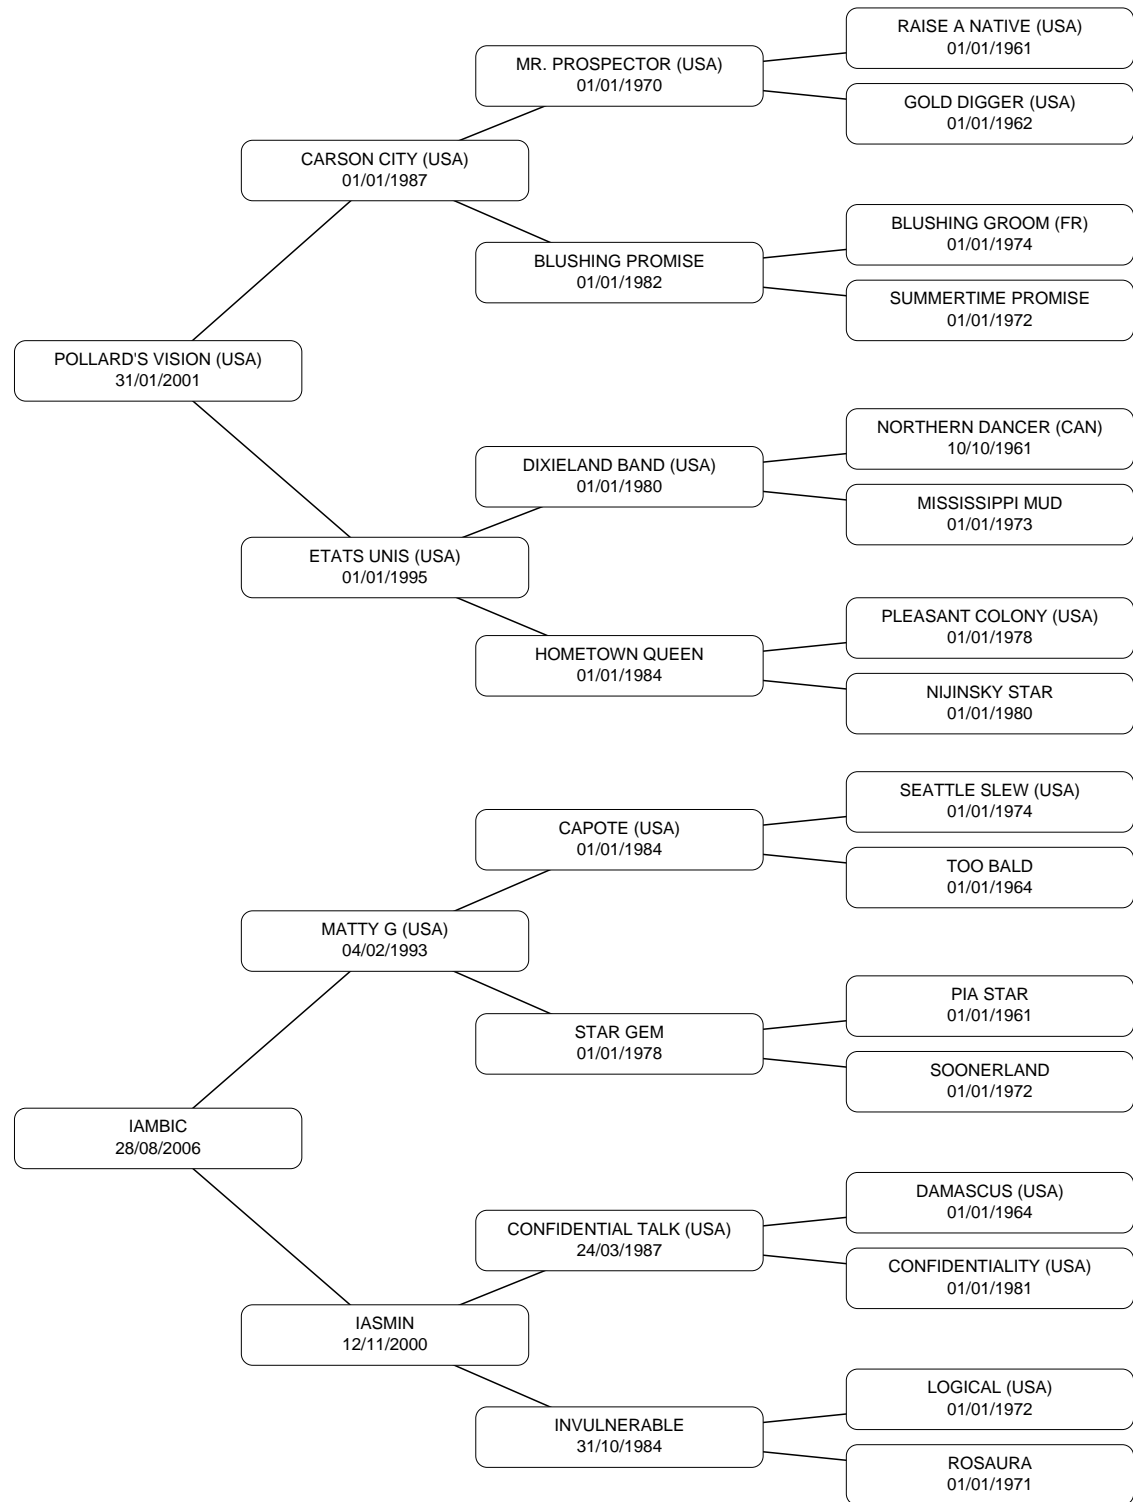 RAISE A NATIVE (USA)
01/01/1961
MR. PROSPECTOR (USA)
01/01/1970
GOLD DIGGER (USA)
01/01/1962
CARSON CITY (USA)
01/01/1987
BLUSHING GROOM (FR)
01/01/1974
BLUSHING PROMISE
01/01/1982
SUMMERTIME PROMISE
01/01/1972
POLLARD'S VISION (USA)
31/01/2001
NORTHERN DANCER (CAN)
10/10/1961
DIXIELAND BAND (USA)
01/01/1980
MISSISSIPPI MUD
01/01/1973
ETATS UNIS (USA)
01/01/1995
PLEASANT COLONY (USA)
01/01/1978
HOMETOWN QUEEN
01/01/1984
NIJINSKY STAR
01/01/1980
SEATTLE SLEW (USA)
01/01/1974
CAPOTE (USA)
01/01/1984
TOO BALD
01/01/1964
MATTY G (USA)
04/02/1993
PIA STAR
01/01/1961
STAR GEM
01/01/1978
SOONERLAND
01/01/1972
IAMBIC
28/08/2006
DAMASCUS (USA)
01/01/1964
CONFIDENTIAL TALK (USA)
24/03/1987
CONFIDENTIALITY (USA)
01/01/1981
IASMIN
12/11/2000
LOGICAL (USA)
01/01/1972
INVULNERABLE
31/10/1984
ROSAURA
01/01/1971